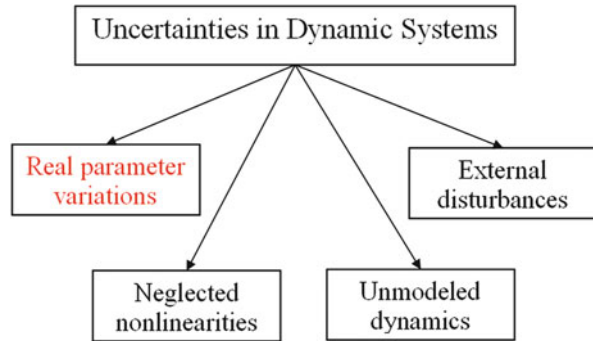 Uncertainties in Dynamic Systems
Real parameter
variations
External
disturbances
Neglected
nonlinearities
Unmodeled
dynamics